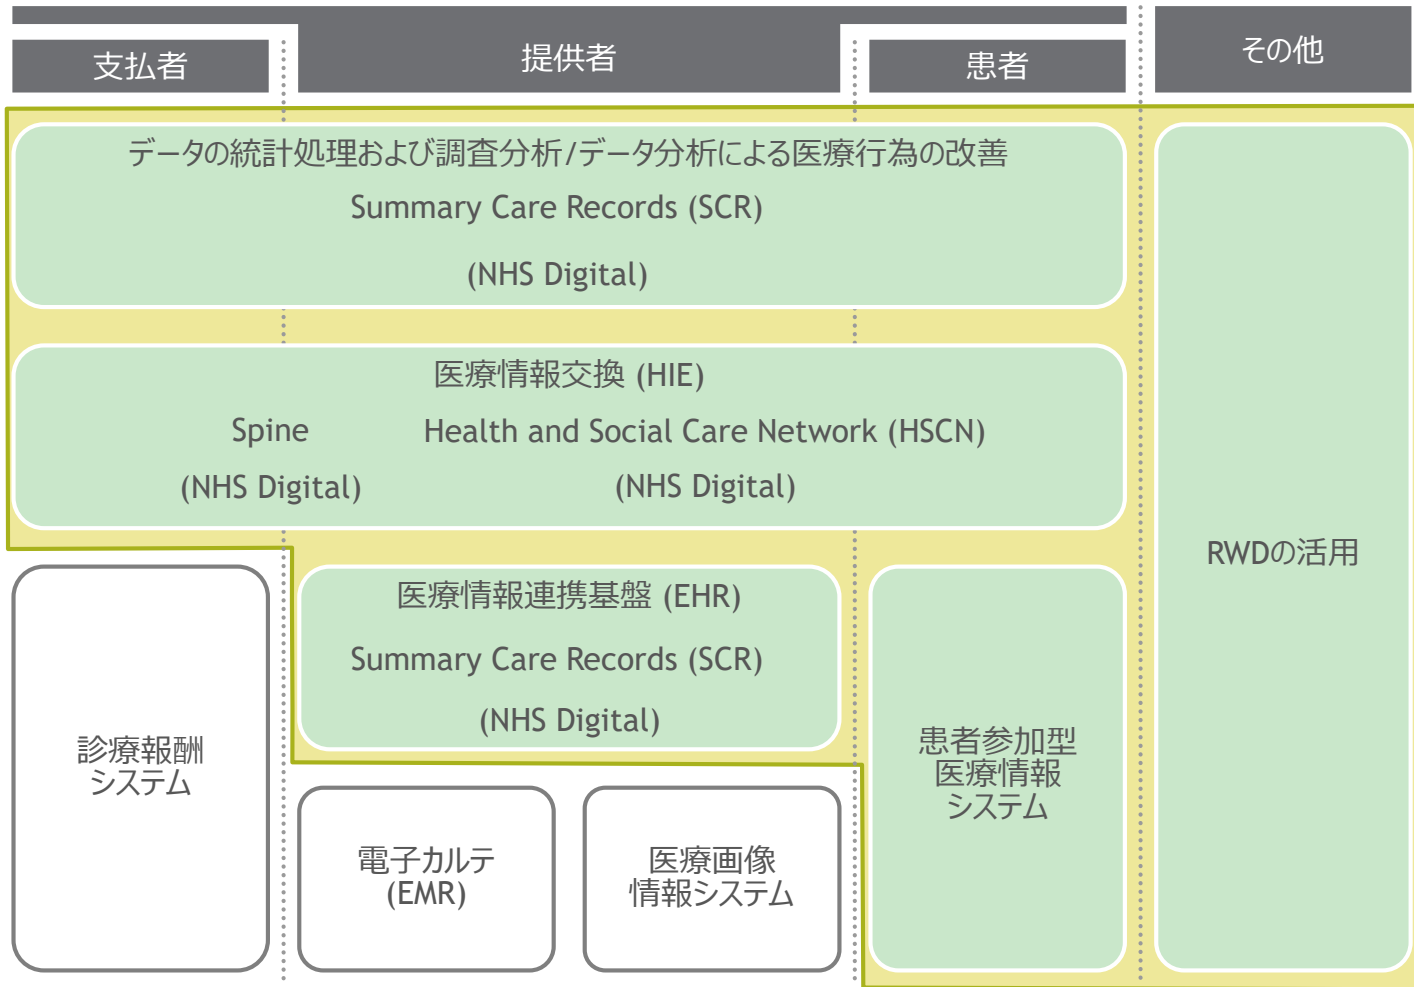 支払者
提供者
患者
その他
データの統計処理および調査分析/データ分析による医療行為の改善
Summary Care Records (SCR)
(NHS Digital)
医療情報交換 (HIE)
Spine
Health and Social Care Network (HSCN)
(NHS Digital)
(NHS Digital)
RWDの活用
医療情報連携基盤 (EHR)
Summary Care Records (SCR)
(NHS Digital)
診療報酬
システム
患者参加型
医療情報
システム
電子カルテ
(EMR)
医療画像
情報システム